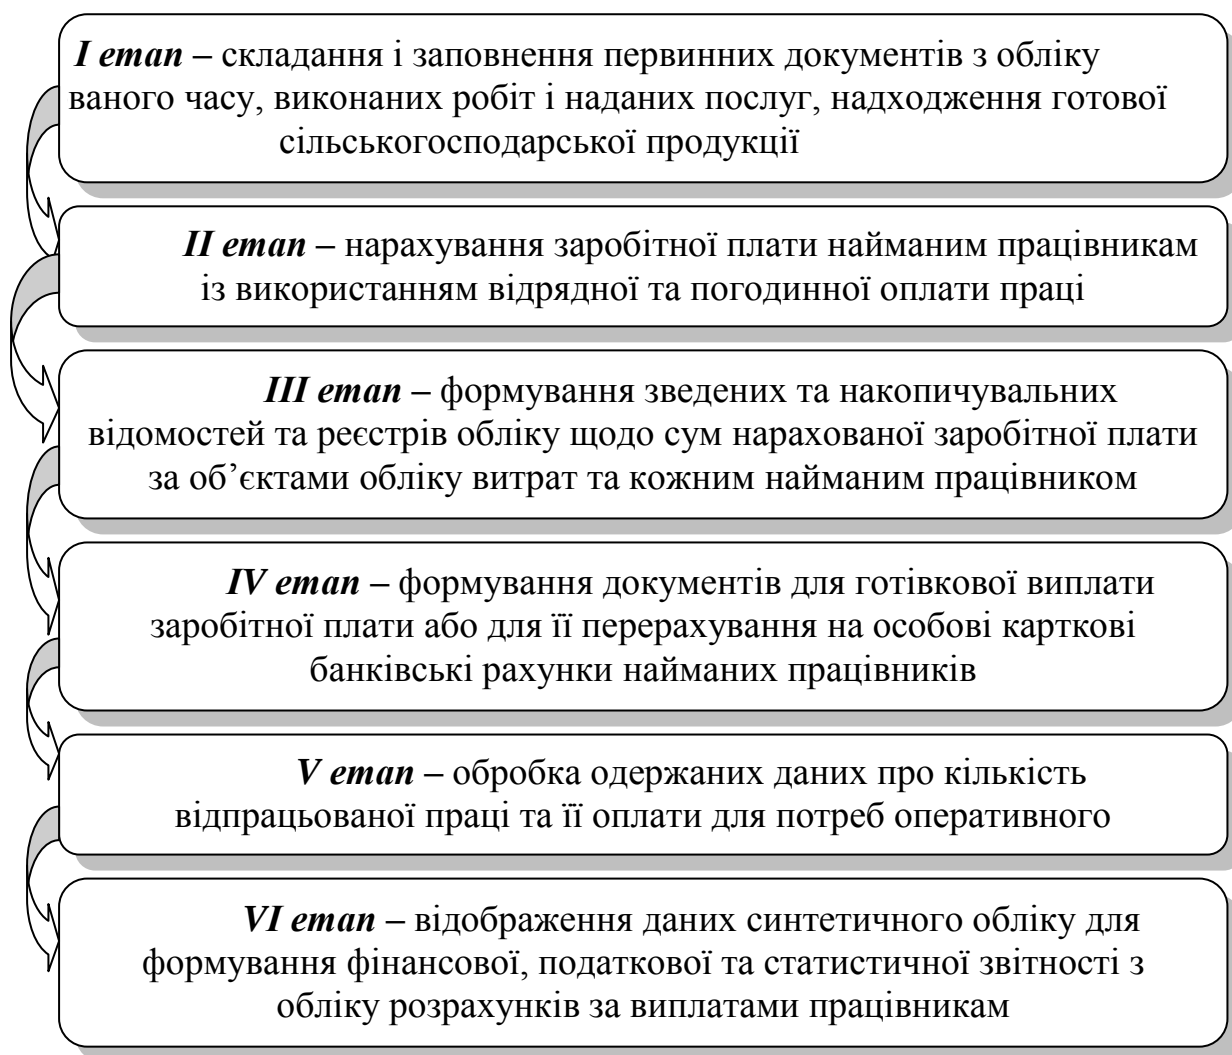 I етап – складання і заповнення первинних документів з обліку
ваного часу, виконаних робіт і наданих послуг, надходження готової
сільськогосподарської продукції
II етап – нарахування заробітної плати найманим працівникам
із використанням відрядної та погодинної оплати праці
III етап – формування зведених та накопичувальних
відомостей та реєстрів обліку щодо сум нарахованої заробітної плати
за об’єктами обліку витрат та кожним найманим працівником
IV етап – формування документів для готівкової виплати
заробітної плати або для її перерахування на особові карткові
банківські рахунки найманих працівників
V етап – обробка одержаних даних про кількість
відпрацьованої праці та її оплати для потреб оперативного
VI етап – відображення даних синтетичного обліку для
формування фінансової, податкової та статистичної звітності з
обліку розрахунків за виплатами працівникам